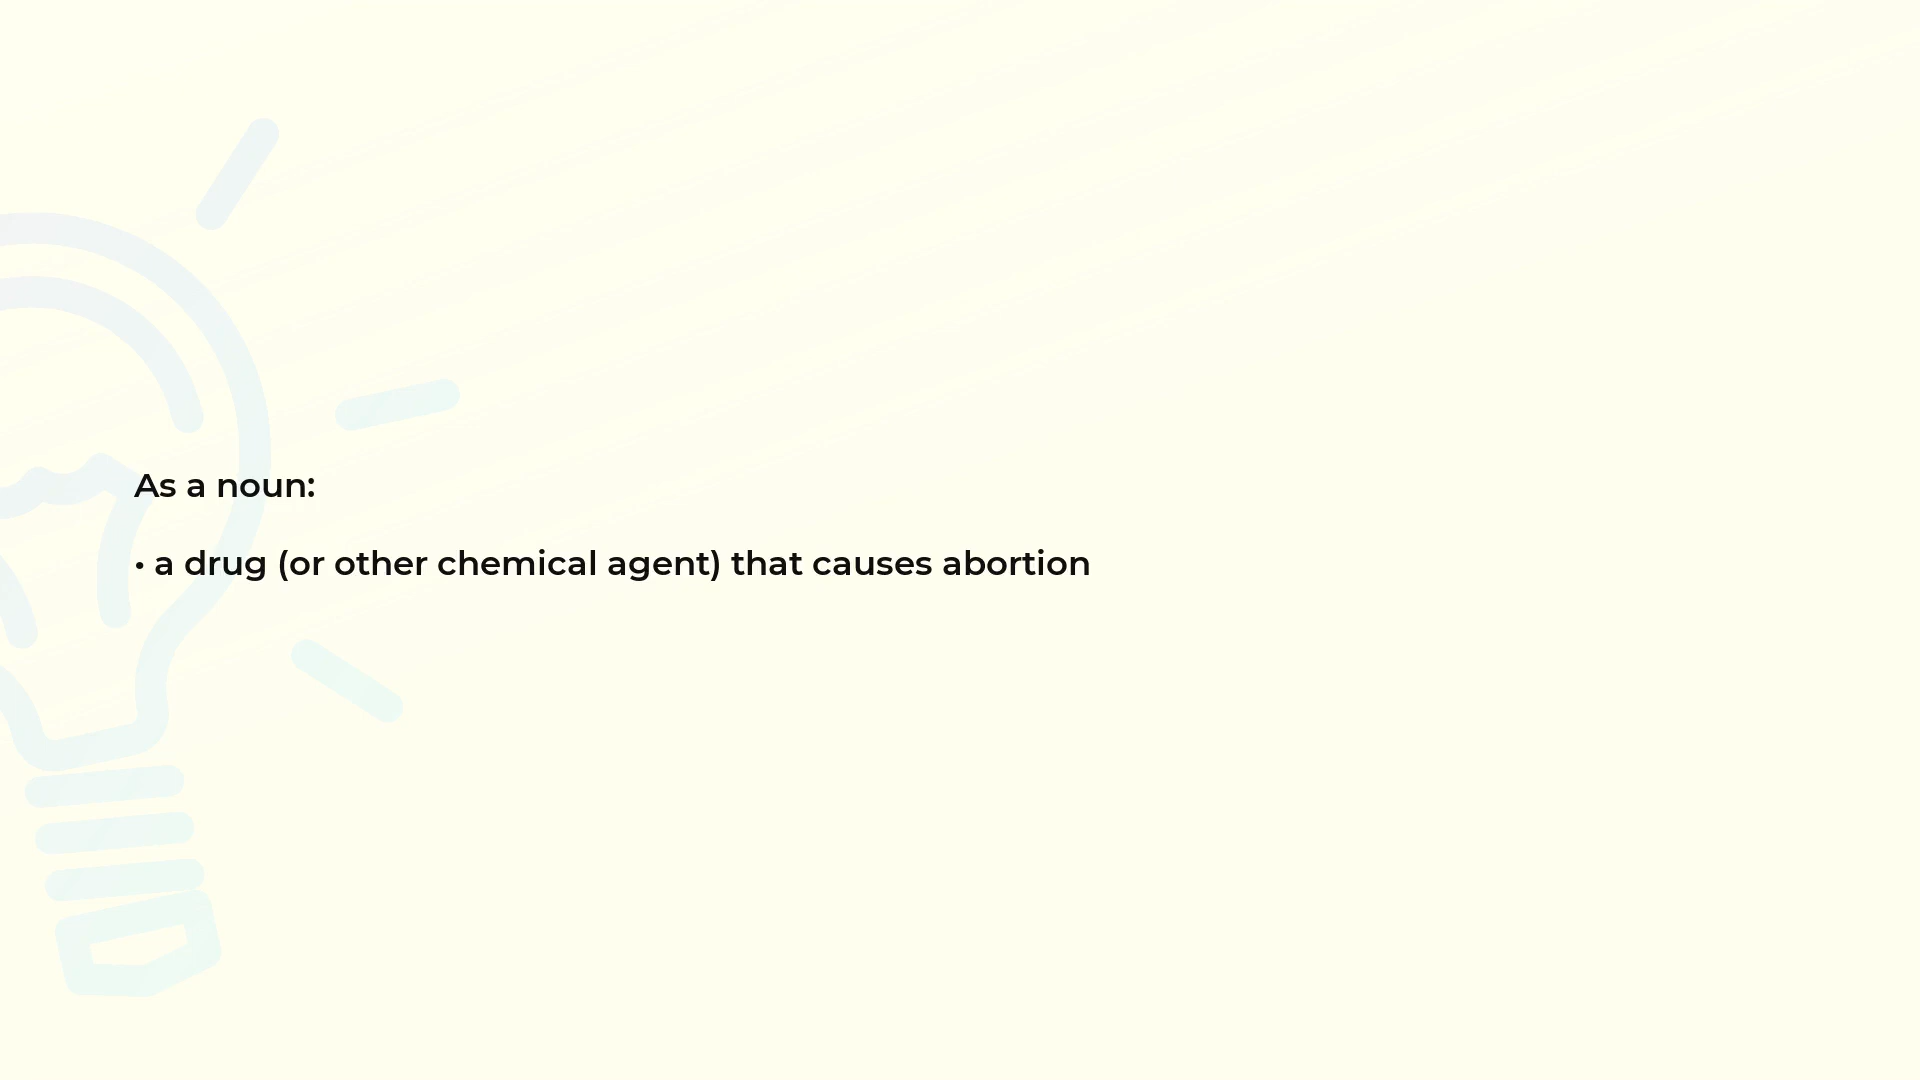 As a noun:
• a drug (or other chemical agent) that causes abortion